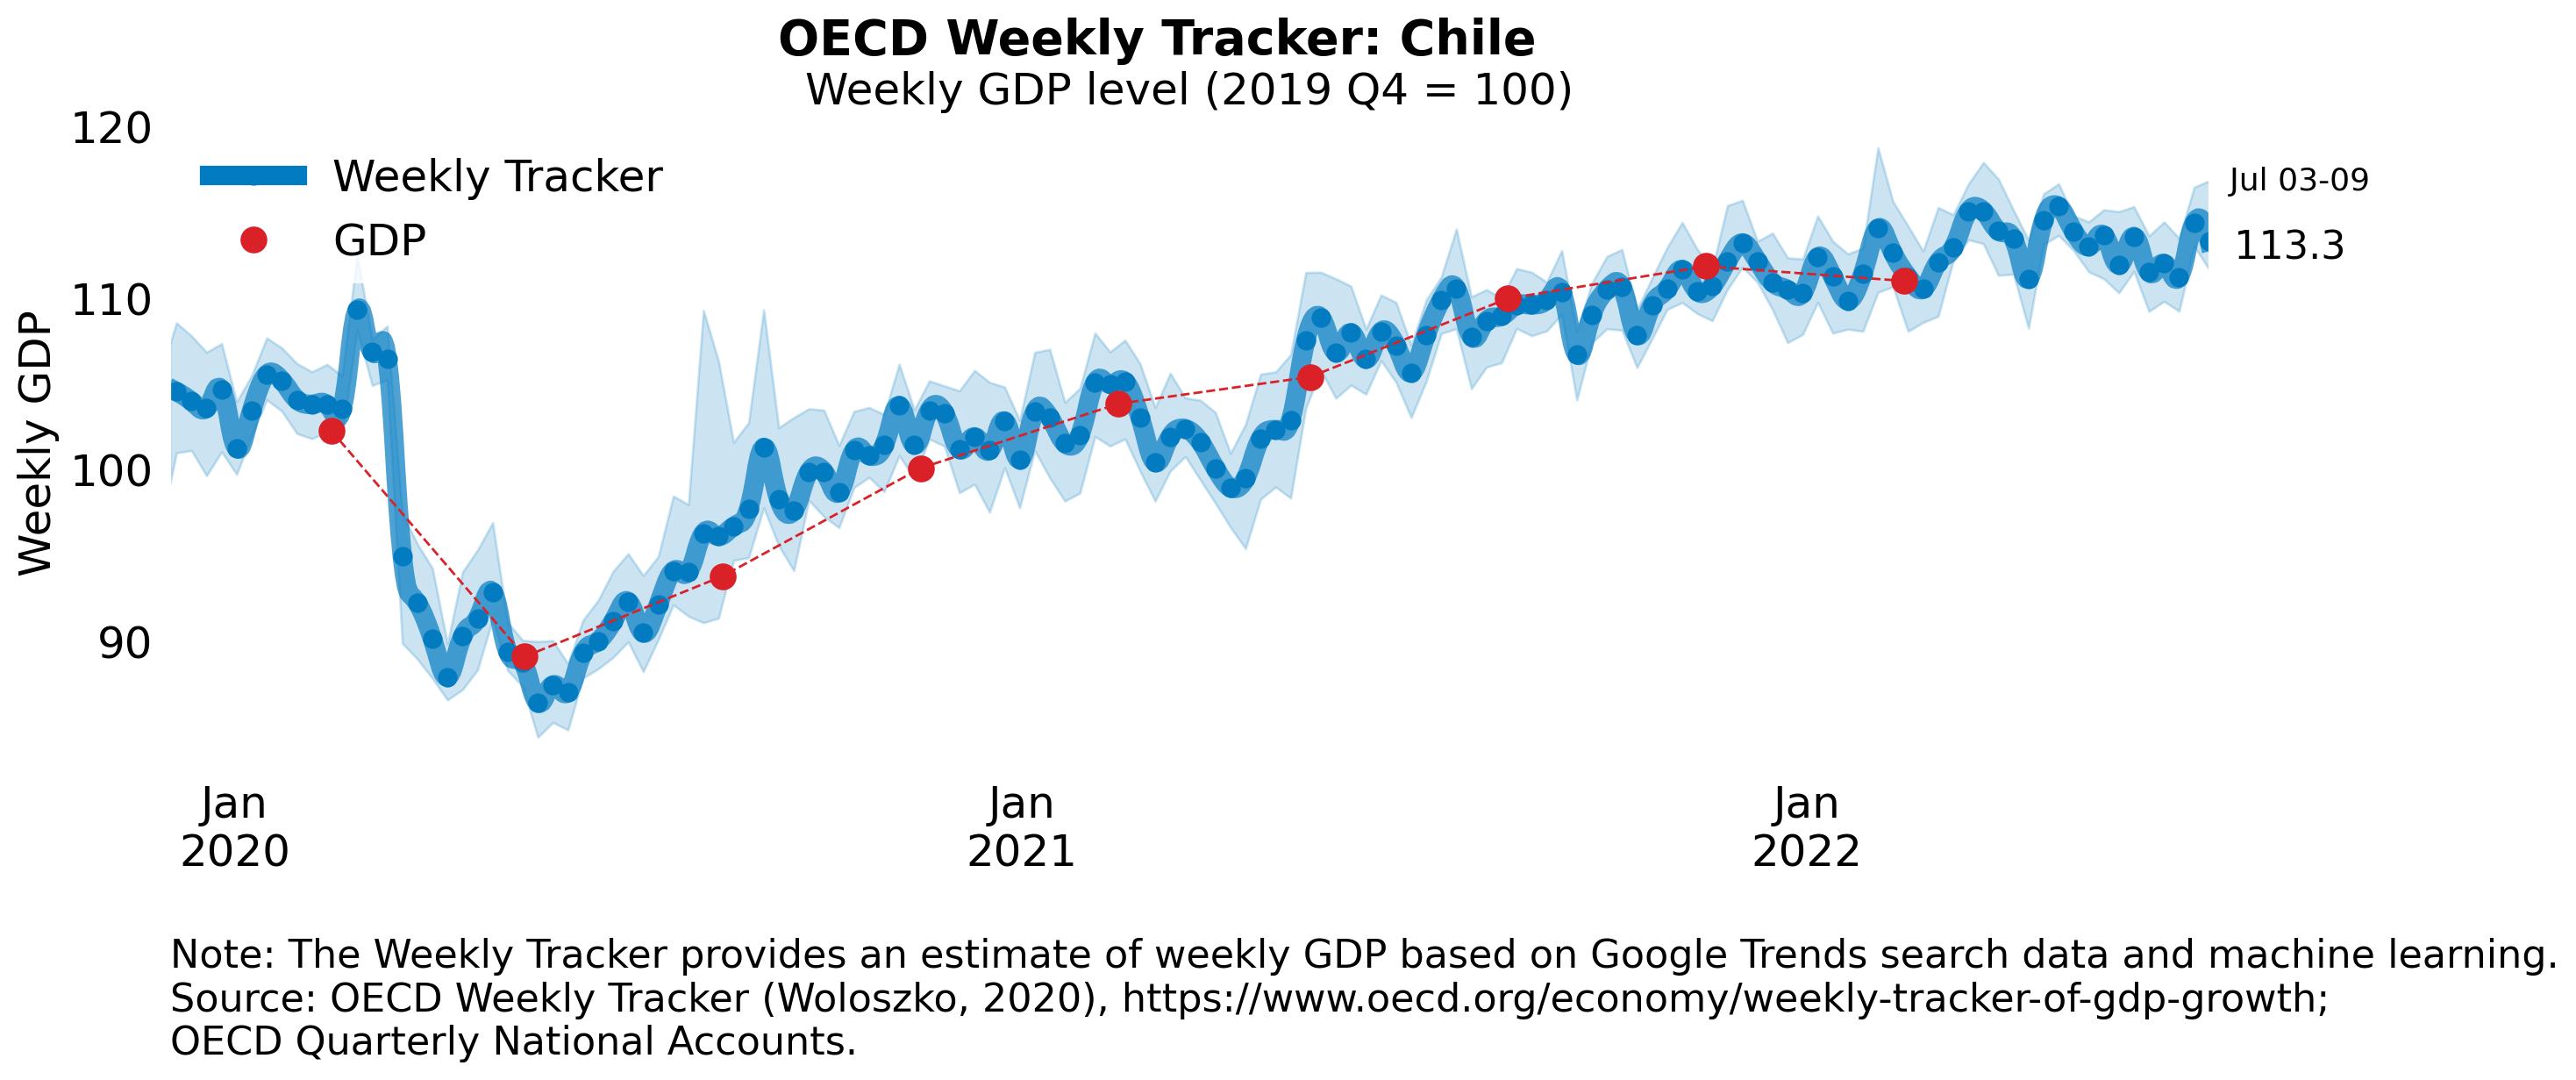 OECD Weekly Tracker: Chile
Weekly GDP level (2019 Q4 = 100)
120
110
100
90
Weekly GDP
Weekly Tracker
GDP
Jul 03-09
113.3
Jan
2020
Jan
2021
Jan
2022
Note: The Weekly Tracker provides an estimate of weekly GDP based on Google Trends search data and machine learning.
Source: OECD Weekly Tracker (Woloszko, 2020), https://www.oecd.org/economy/weekly-tracker-of-gdp-growth;
OECD Quarterly National Accounts.